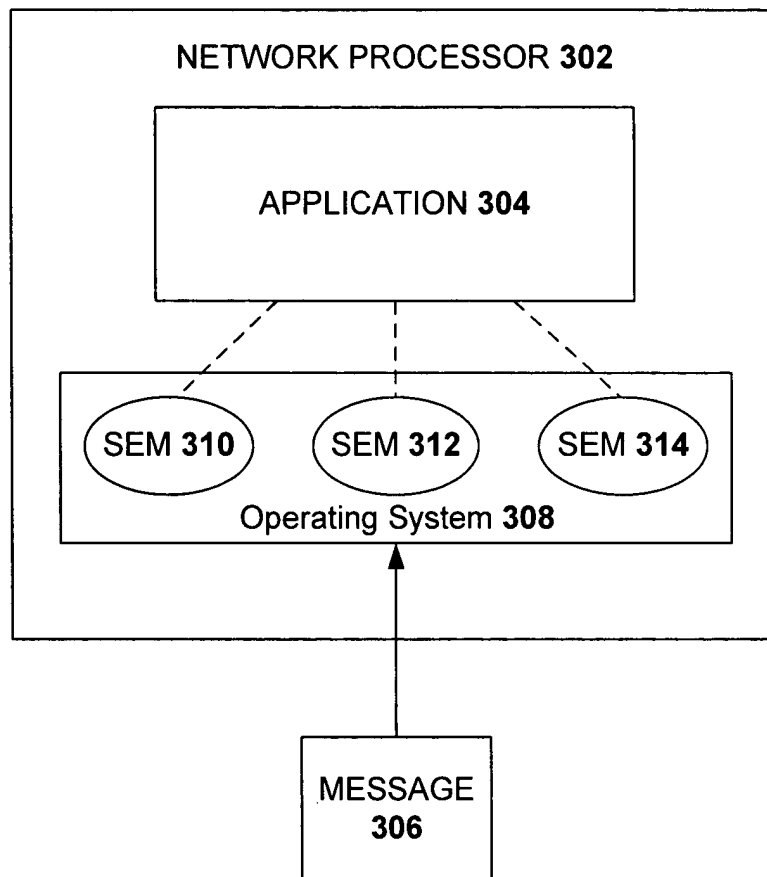 NETWORK PROCESSOR 302
APPLICATION 304
SEM 310
SEM 312
SEM 314
Operating System 308
MESSAGE
306